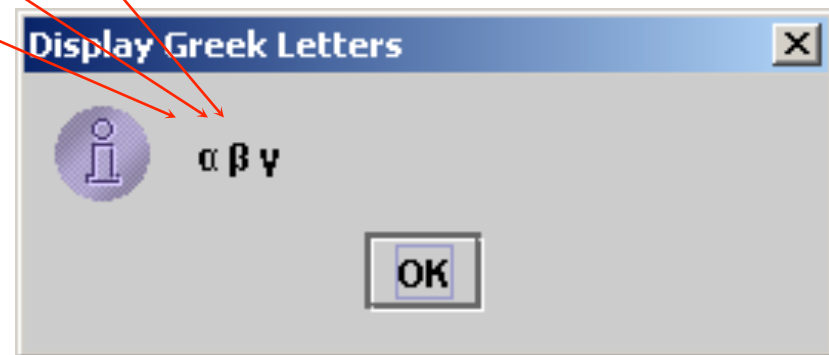 Display Greek Letters
α β γ
OK